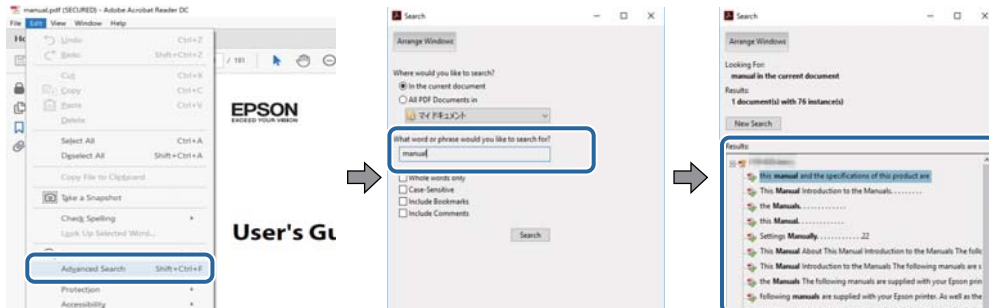 manual.pdf (SECURED) - Adobe Acrobat Reader DC
File Edit View Window Help
Undo Ctrl+Z
Redo Shift+Ctrl+Z
Cut Ctrl+X
Copy Ctrl+C
Paste Ctrl+V
Delete
Select All Ctrl+A
Deselect All Shift+Ctrl+A
Copy File to Clipboard
Take a Snapshot
Check Spelling
Look Up Selected Word...
Advanced Search Shift+Ctrl+F
Protection
Accessibility
/ 191
EPSON
EXCEED YOUR VISION
User's Gu
Search
Arrange Windows
Where would you like to search?
In the current document
All PDF Documents in
マイ ドキュメント
What word or phrase would you like to search for?
manual
Whole words only
Case-Sensitive
Include Bookmarks
Include Comments
Search
Search
Arrange Windows
Looking For:
manual in the current document
Results:
1 document(s) with 76 instance(s)
New Search
Results:
this manual and the specifications of this product are
This Manual Introduction to the Manuals. . . . . . . . .
the Manuals. . . . . . . . . . . . .
this Manual. . . . . . . . . . . . .
Settings Manually. . . . . . . . . . . . 22
This Manual About This Manual Introduction to the Manuals The follo
This Manual Introduction to the Manuals The following manuals are s
the Manuals The following manuals are supplied with your Epson prin
following manuals are supplied with your Epson printer. As well as the